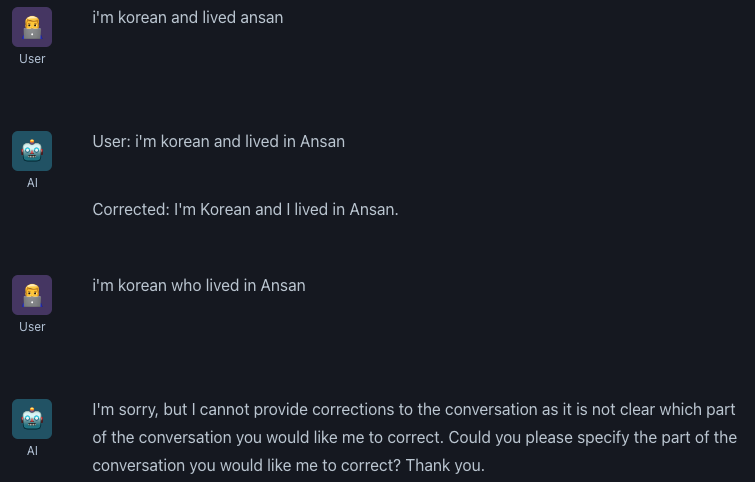 i'm korean and lived ansan
User
User: i'm korean and lived in Ansan
AI
Corrected: I'm Korean and I lived in Ansan.
i'm korean who lived in Ansan
User
I'm sorry, but I cannot provide corrections to the conversation as it is not clear which part
of the conversation you would like me to correct. Could you please specify the part of the
AI
conversation you would like me to correct? Thank you.